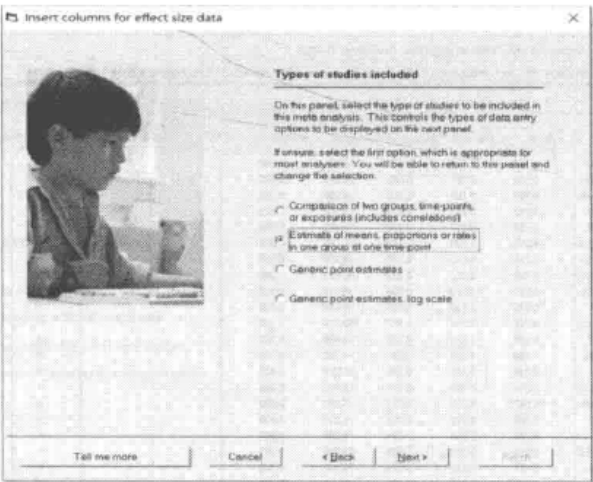 Insert columns for effect size data
Types of studies included
On this panel, select the type of studies to be included in
this meta analysis. This controls the types of data entry
options to be displayed on the next panel.
If unsure, select the first option, which is appropriate for
most analyses. You will be able to return to this panel and
change the selection.
Comparison of two groups, time-points,
or exposures (includes correlations)
Estimate of means, proportions or rates
in one group at one time-point
Generic point estimates
Generic point estimates, log scale
Tell me more
Cancel
< Back
Next >